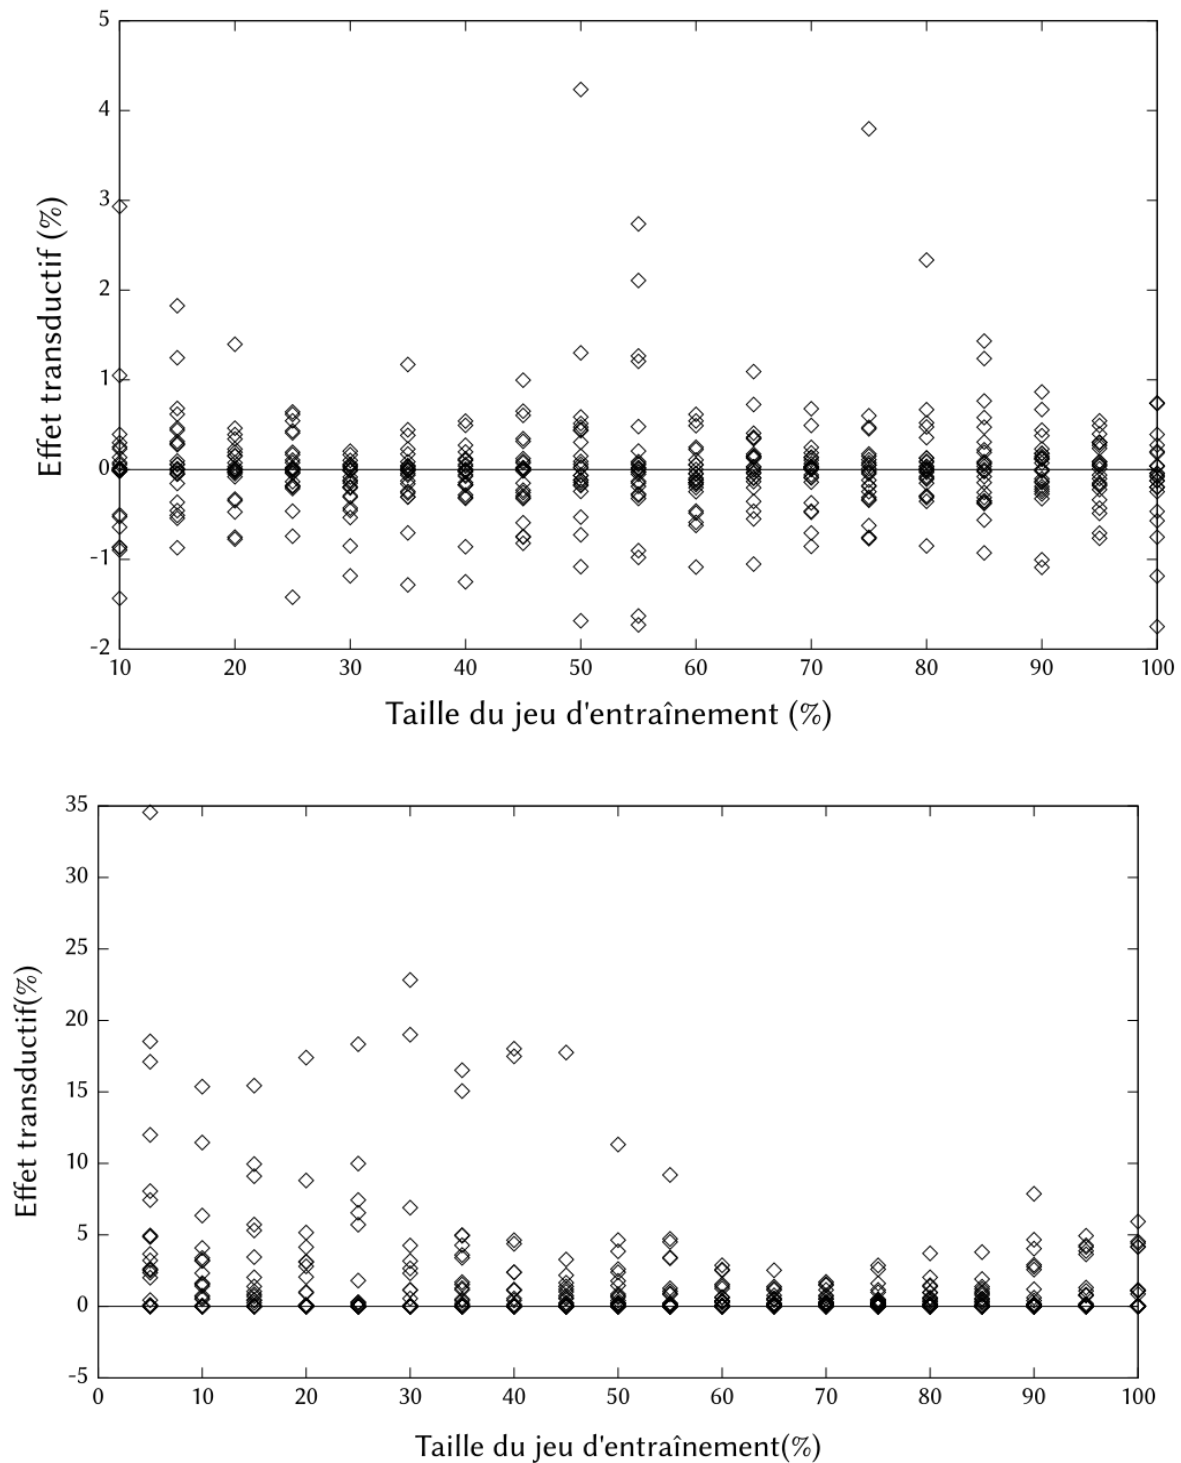 5
4
3
2
1
0
-1
-2
Effet transductif (%)
10 20 30 40 50 60 70 80 90 100
Taille du jeu d'entraînement (%)
35
30
25
20
15
10
5
0
-5
Effet transductif(%)
0 10 20 30 40 50 60 70 80 90 100
Taille du jeu d'entraînement(%)